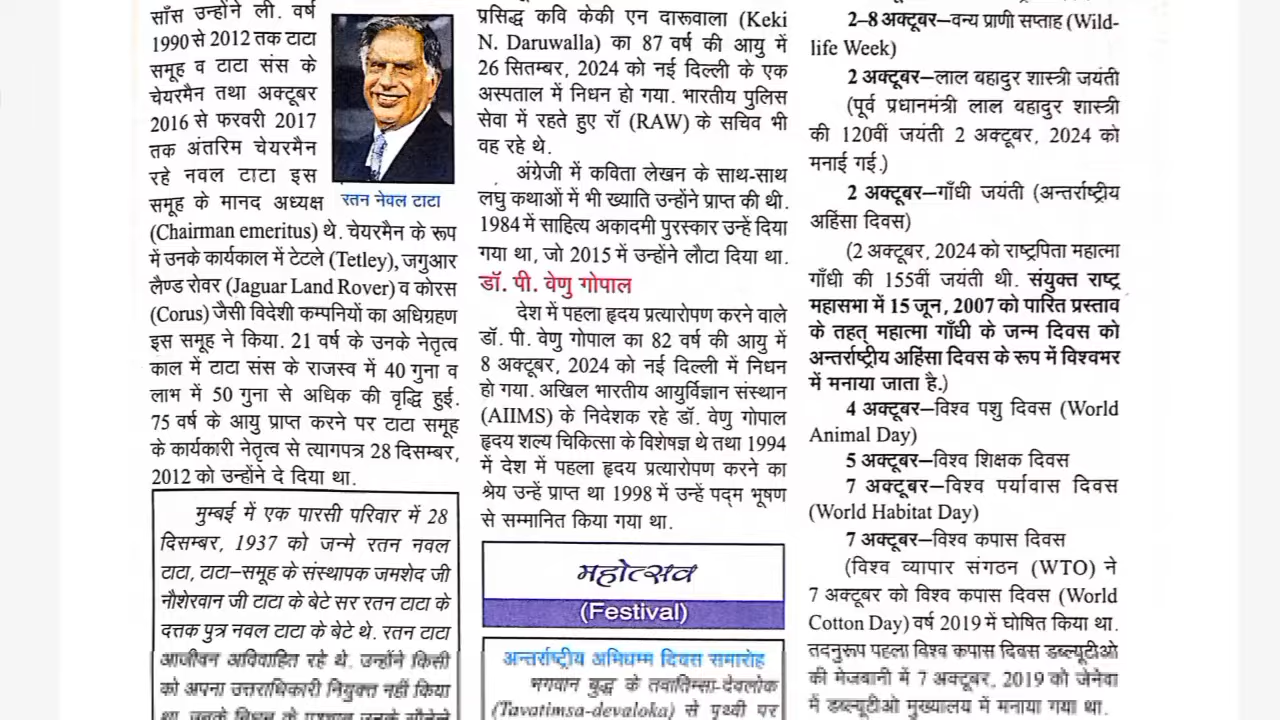 साँस उन्होंने ली. वर्ष
1990 से 2012 तक टाटा
समूह व टाटा संस के
चेयरमैन तथा अक्टूबर
2016 से फरवरी 2017
तक अंतरिम चेयरमैन
रहे नवल टाटा इस
समूह के मानद अध्यक्ष
रतन नेवल टाटा
(Chairman emeritus) थे. चेयरमैन के रूप
में उनके कार्यकाल में टेटले (Tetley), जगुआर
लैण्ड रोवर (Jaguar Land Rover) व कोरस
(Corus) जैसी विदेशी कम्पनियों का अधिग्रहण
इस समूह ने किया. 21 वर्ष के उनके नेतृत्व
काल में टाटा संस के राजस्व में 40 गुना व
लाभ में 50 गुना से अधिक की वृद्धि हुई.
75 वर्ष के आयु प्राप्त करने पर टाटा समूह
के कार्यकारी नेतृत्व से त्यागपत्र 28 दिसम्बर,
2012 को उन्होंने दे दिया था.
मुम्बई में एक पारसी परिवार में 28
दिसम्बर, 1937 को जन्मे रतन नवल
टाटा, टाटा–समूह के संस्थापक जमशेद जी
नौशेरवान जी टाटा के बेटे सर रतन टाटा के
दत्तक पुत्र नवल टाटा के बेटे थे. रतन टाटा
आजीवन अविवाहित रहे थे. उन्होंने किसी
को अपना उत्तराधिकारी नियुक्त नहीं किया
था. उनके निधन के पश्चात् उनके सौतेले
प्रसिद्ध कवि केकी एन दारूवाला (Keki
N. Daruwalla) का 87 वर्ष की आयु में
26 सितम्बर, 2024 को नई दिल्ली के एक
अस्पताल में निधन हो गया. भारतीय पुलिस
सेवा में रहते हुए रॉ (RAW) के सचिव भी
वह रहे थे.
अंग्रेजी में कविता लेखन के साथ-साथ
लघु कथाओं में भी ख्याति उन्होंने प्राप्त की थी.
1984 में साहित्य अकादमी पुरस्कार उन्हें दिया
गया था, जो 2015 में उन्होंने लौटा दिया था.
डॉ. पी. वेणु गोपाल
देश में पहला हृदय प्रत्यारोपण करने वाले
डॉ. पी. वेणु गोपाल का 82 वर्ष की आयु में
8 अक्टूबर, 2024 को नई दिल्ली में निधन
हो गया. अखिल भारतीय आयुर्विज्ञान संस्थान
(AIIMS) के निदेशक रहे डॉ. वेणु गोपाल
हृदय शल्य चिकित्सा के विशेषज्ञ थे तथा 1994
में देश में पहला हृदय प्रत्यारोपण करने का
श्रेय उन्हें प्राप्त था 1998 में उन्हें पद्म भूषण
से सम्मानित किया गया था.
महोत्सव
(Festival)
अन्तर्राष्ट्रीय अभिधम्म दिवस समारोह
भगवान बुद्ध के तवातिम्सा-देवलोक
(Tavatimsa-devaloka) से पृथ्वी पर
2–8 अक्टूबर–वन्य प्राणी सप्ताह (Wild-
life Week)
2 अक्टूबर–लाल बहादुर शास्त्री जयंती
(पूर्व प्रधानमंत्री लाल बहादुर शास्त्री
की 120वीं जयंती 2 अक्टूबर, 2024 को
मनाई गई.)
2 अक्टूबर–गाँधी जयंती (अन्तर्राष्ट्रीय
अहिंसा दिवस)
(2 अक्टूबर, 2024 को राष्ट्रपिता महात्मा
गाँधी की 155वीं जयंती थी. संयुक्त राष्ट्र
महासभा में 15 जून, 2007 को पारित प्रस्ताव
के तहत् महात्मा गाँधी के जन्म दिवस को
अन्तर्राष्ट्रीय अहिंसा दिवस के रूप में विश्वभर
में मनाया जाता है.)
4 अक्टूबर–विश्व पशु दिवस (World
Animal Day)
5 अक्टूबर–विश्व शिक्षक दिवस
7 अक्टूबर–विश्व पर्यावास दिवस
(World Habitat Day)
7 अक्टूबर–विश्व कपास दिवस
(विश्व व्यापार संगठन (WTO) ने
7 अक्टूबर को विश्व कपास दिवस (World
Cotton Day) वर्ष 2019 में घोषित किया था.
तदनुरूप पहला विश्व कपास दिवस डब्ल्यूटीओ
की मेजबानी में 7 अक्टूबर, 2019 को जेनेवा
में डब्ल्यूटीओ मुख्यालय में मनाया गया था.